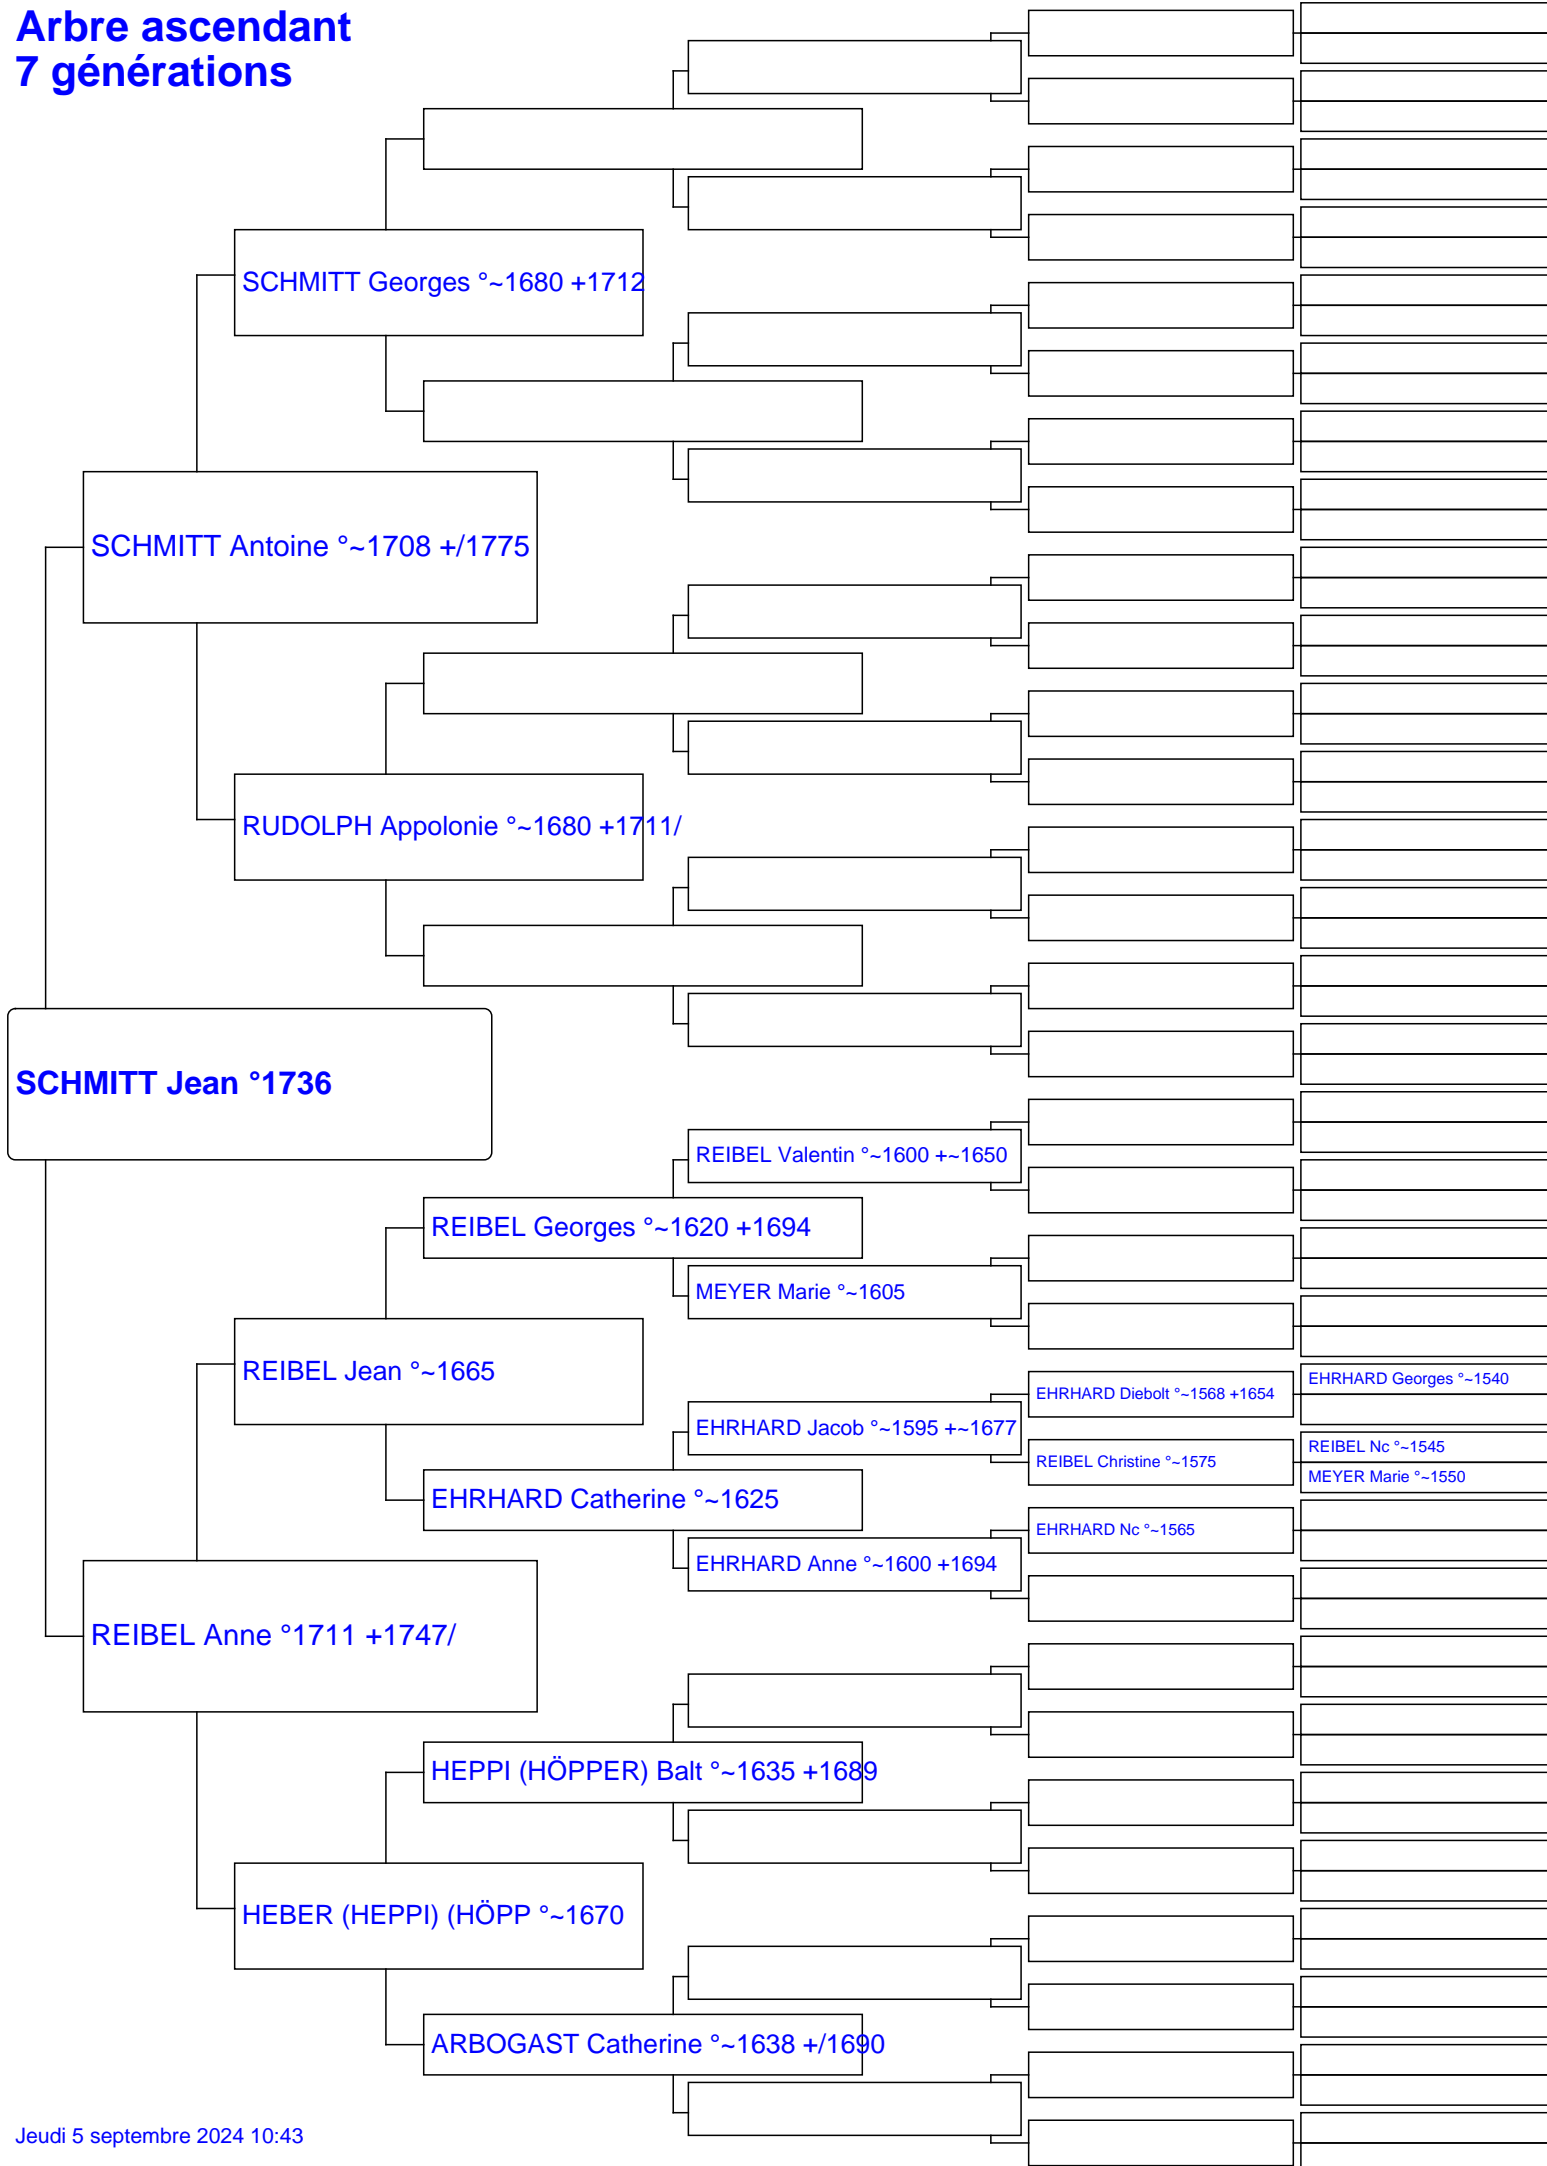 Arbre ascendant
7 générations
SCHMITT Georges °~1680 +1712
SCHMITT Antoine °~1708 +/1775
RUDOLPH Appolonie °~1680 +1711/
SCHMITT Jean °1736
REIBEL Valentin °~1600 +~1650
REIBEL Georges °~1620 +1694
MEYER Marie °~1605
REIBEL Jean °~1665
EHRHARD Georges °~1540
EHRHARD Diebolt °~1568 +1654
EHRHARD Jacob °~1595 +~1677
REIBEL Nc °~1545
REIBEL Christine °~1575
MEYER Marie °~1550
EHRHARD Catherine °~1625
EHRHARD Nc °~1565
EHRHARD Anne °~1600 +1694
REIBEL Anne °1711 +1747/
HEPPI (HÖPPER) Balt °~1635 +1689
HEBER (HEPPI) (HÖPP °~1670
ARBOGAST Catherine °~1638 +/1690
Jeudi 5 septembre 2024 10:43